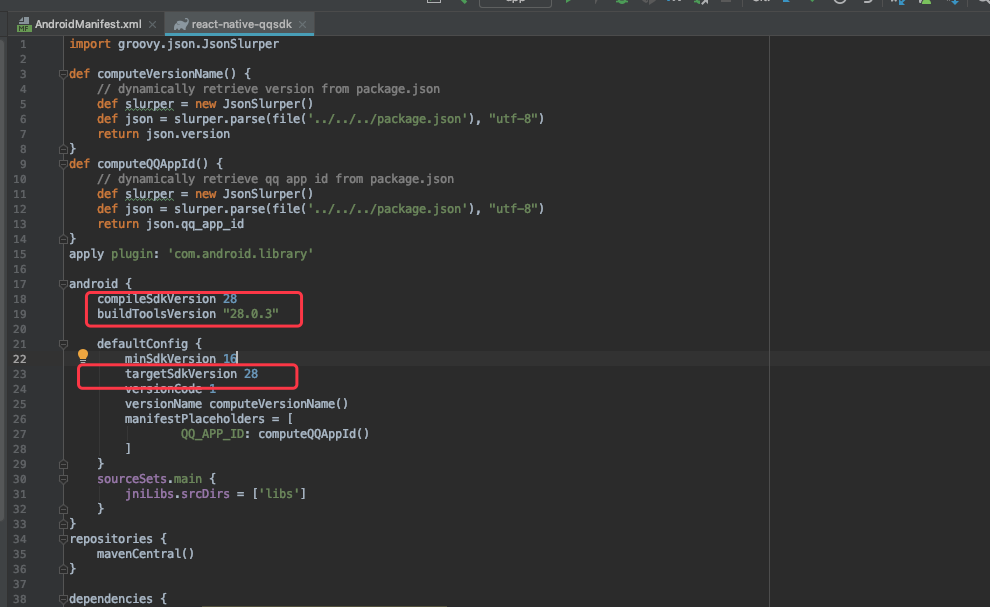 AndroidManifest.xml
react-native-qqsdk
1 import groovy.json.JsonSlurper
2
3 def computeVersionName() {
4 // dynamically retrieve version from package.json
5 def slurper = new JsonSlurper()
6 def json = slurper.parse(file('../../../package.json'), "utf-8")
7 return json.version
8 }
9 def computeQQAppId() {
10 // dynamically retrieve qq app id from package.json
11 def slurper = new JsonSlurper()
12 def json = slurper.parse(file('../../../package.json'), "utf-8")
13 return json.qq_app_id
14 }
15 apply plugin: 'com.android.library'
16
17 android {
18 compileSdkVersion 28
19 buildToolsVersion "28.0.3"
20
21 defaultConfig {
22 minSdkVersion 16
23 targetSdkVersion 28
24 versionCode 1
25 versionName computeVersionName()
26 manifestPlaceholders = [
27 QQ_APP_ID: computeQQAppId()
28 ]
29 }
30 sourceSets.main {
31 jniLibs.srcDirs = ['libs']
32 }
33 }
34 repositories {
35 mavenCentral()
36 }
37
38 dependencies {